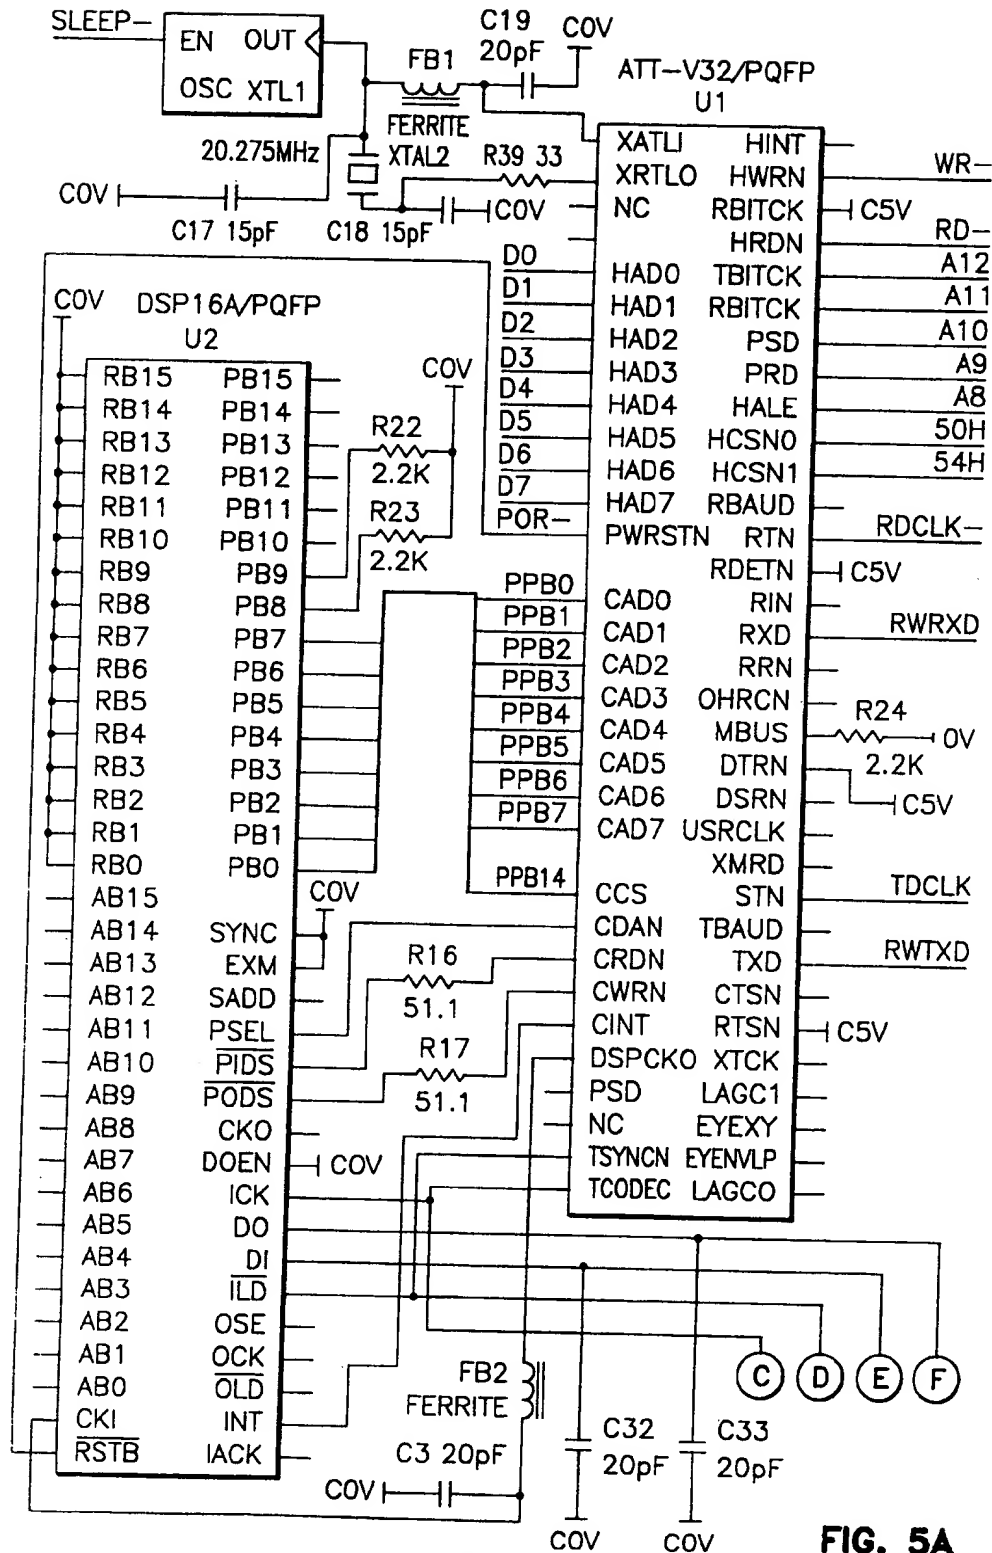 SLEEP-
EN OUT
OSC XTL1
C19
20pF
COV
FB1
FERRITE
ATT-V32/PQFP
U1
20.275MHz
XTAL2
R39 33
COV
C17 15pF
C18 15pF
COV
XATLI HINT
XRTLO HWRN WR-
NC RBITCK C5V
HRDN RD-
D0 HAD0 TBITCK A12
D1 HAD1 RBITCK A11
D2 HAD2 PSD A10
D3 HAD3 PRD A9
D4 HAD4 HALE A8
D5 HAD5 HCSN0 50H
D6 HAD6 HCSN1 54H
D7 HAD7 RBAUD
POR- PWRSTN RTN RDCLK-
RDETN C5V
PPB0 CAD0 RIN
PPB1 CAD1 RXD RWRXD
PPB2 CAD2 RRN
PPB3 CAD3 OHRCN
PPB4 CAD4 MBUS R24 2.2K 0V
PPB5 CAD5 DTRN
PPB6 CAD6 DSRN C5V
PPB7 CAD7 USRCLK
XMRD
PPB14 CCS STN TDCLK
CDAN TBAUD
CRDN TXD RWTXD
CWRN CTSN
CINT RTSN C5V
DSPCKO XTCK
PSD LAGC1
NC EYEXY
TSYNCN EYENVLP
TCODEC LAGCO
COV
DSP16A/PQFP
U2
COV
RB15 PB15
RB14 PB14
RB13 PB13
R22
2.2K
RB12 PB12
RB11 PB11
R23
2.2K
RB10 PB10
RB9 PB9
RB8 PB8
RB7 PB7
RB6 PB6
RB5 PB5
RB4 PB4
RB3 PB3
RB2 PB2
RB1 PB1
RB0 PB0
AB15
COV
AB14 SYNC
AB13 EXM
AB12 SADD
R16
51.1
AB11 PSEL
AB10 PIDS
R17
51.1
AB9 PODS
AB8 CKO
AB7 DOEN COV
AB6 ICK
AB5 DO
AB4 DI
AB3 ILD
AB2 OSE
AB1 OCK
AB0 OLD
CKI INT
RSTB IACK
FB2
FERRITE
C D E F
C3 20pF
COV
C32
20pF
COV
C33
20pF
COV
FIG. 5A